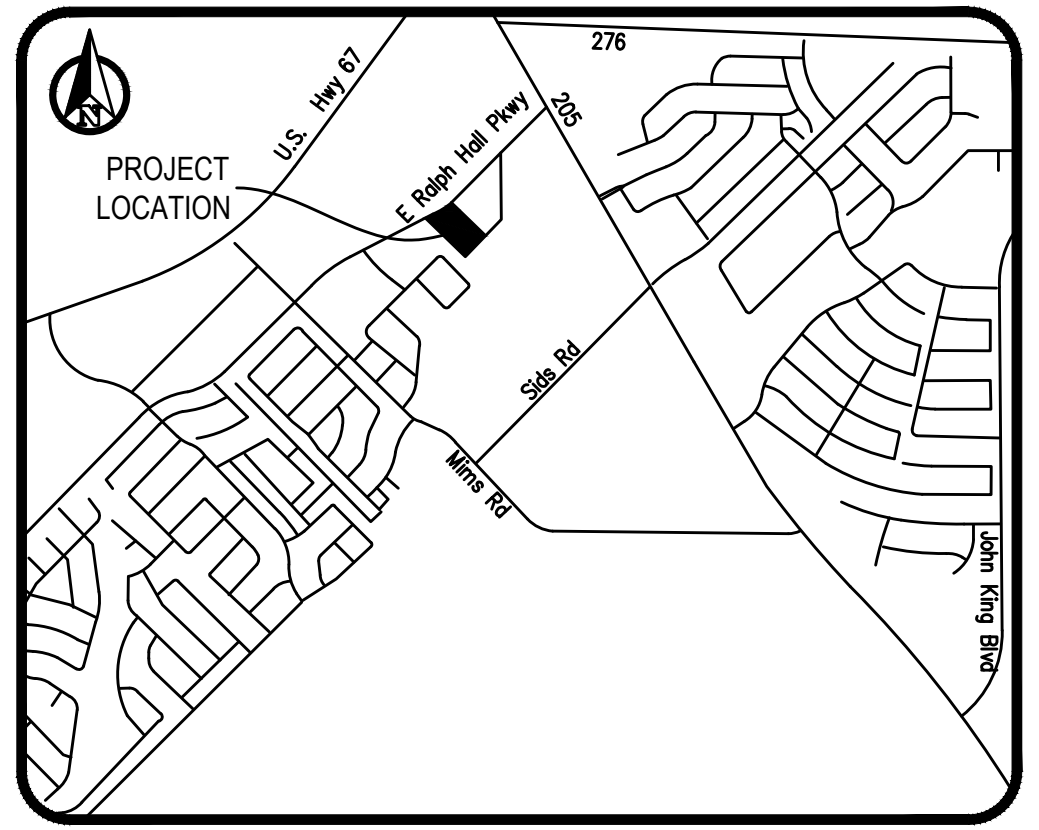 276
U.S. Hwy 67
205
E Ralph Hall Pkwy
N
PROJECT
LOCATION
Sids Rd
Mims Rd
John King Blvd